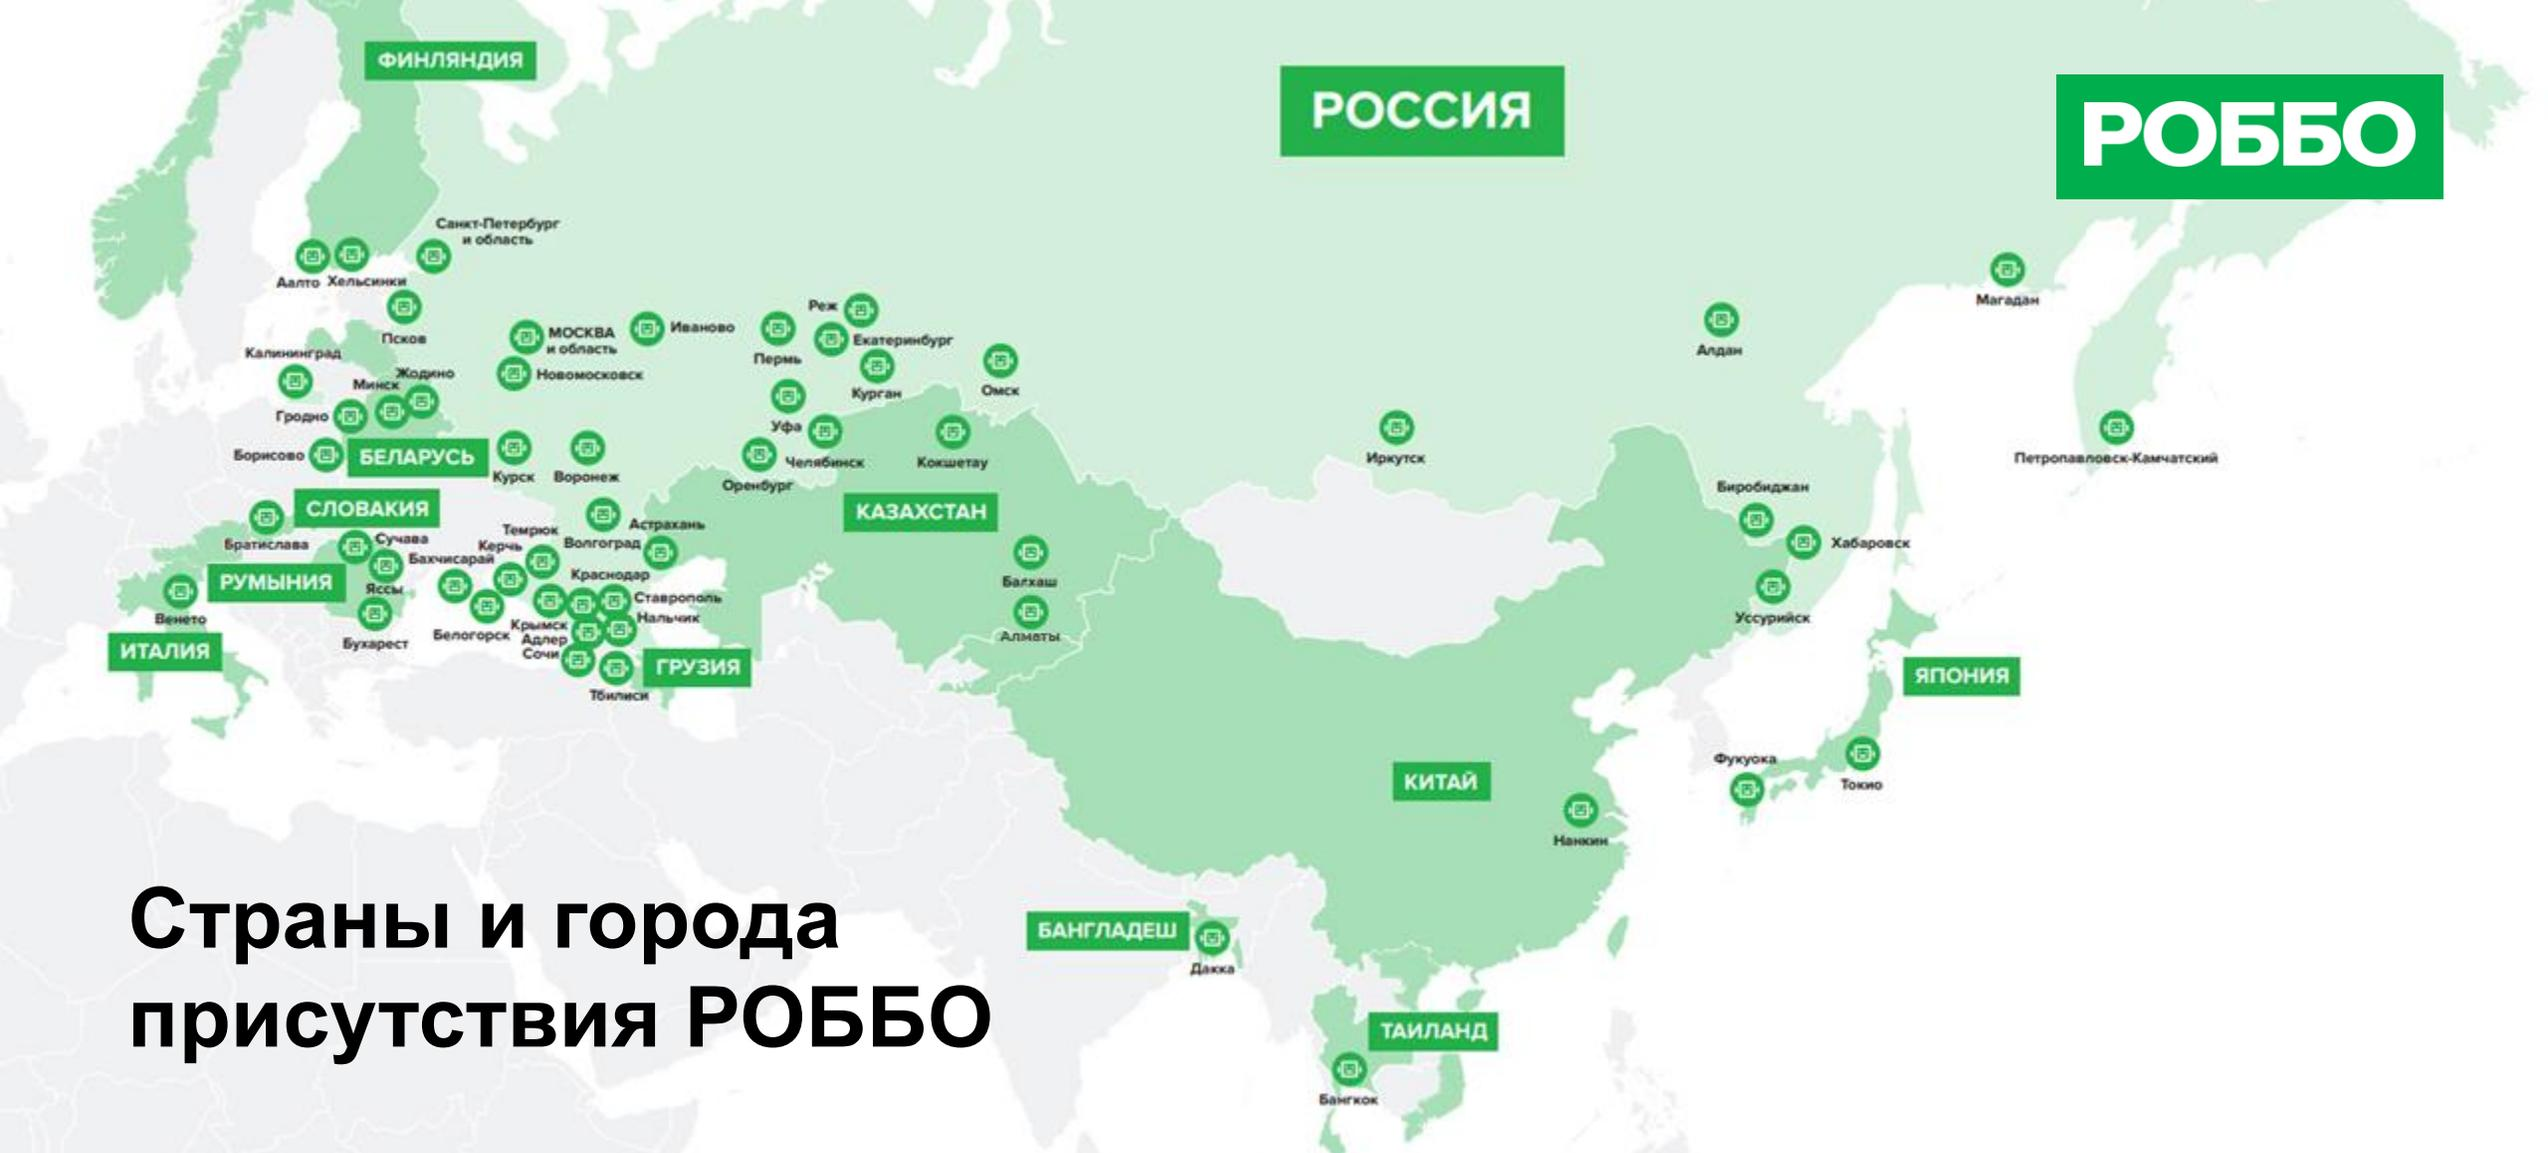 ФИНЛЯНДИЯ
РОССИЯ
РОББО
Санкт-Петербург
и область
Аалто
Хельсинки
Псков
Калининград
МОСКВА
и область
Иваново
Новомосковск
Пермь
Реж
Екатеринбург
Курган
Омск
Уфа
Челябинск
Оренбург
Кокшетау
Магадан
Алдан
Иркутск
Петропавловск-Камчатский
Жодино
Минск
Гродно
Борисово
БЕЛАРУСЬ
Курск
Воронеж
СЛОВАКИЯ
Братислава
КАЗАХСТАН
Биробиджан
Хабаровск
Уссурийск
Сучава
Яссы
РУМЫНИЯ
Бухарест
Венето
ИТАЛИЯ
Темрюк
Керчь
Бахчисарай
Белогорск
Астрахань
Волгоград
Краснодар
Ставрополь
Нальчик
Крымск
Адлер
Сочи
ГРУЗИЯ
Тбилиси
Балхаш
Алматы
ЯПОНИЯ
Фукуока
Токио
КИТАЙ
Нанкин
БАНГЛАДЕШ
Дакка
ТАИЛАНД
Бангкок
Страны и города
присутствия РОББО